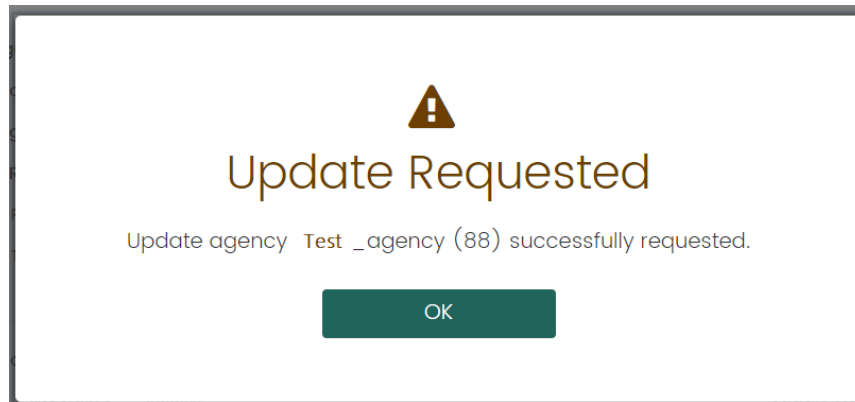 Update Requested
Update agency Test _agency (88) successfully requested.
OK